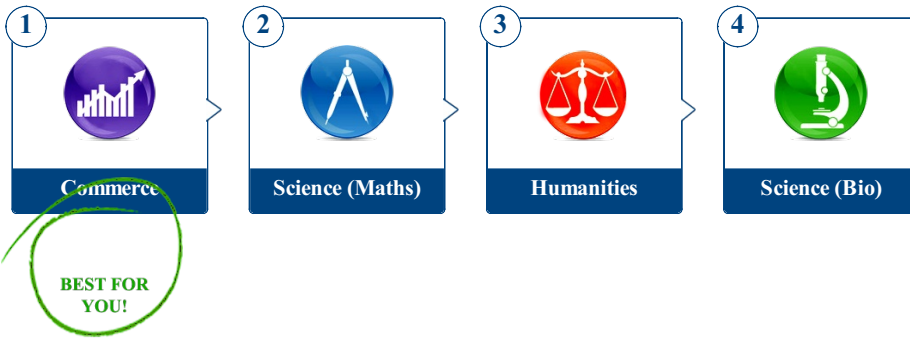 1
2
3
4
Commerce
Science (Maths)
Humanities
Science (Bio)
BEST FOR
YOU!